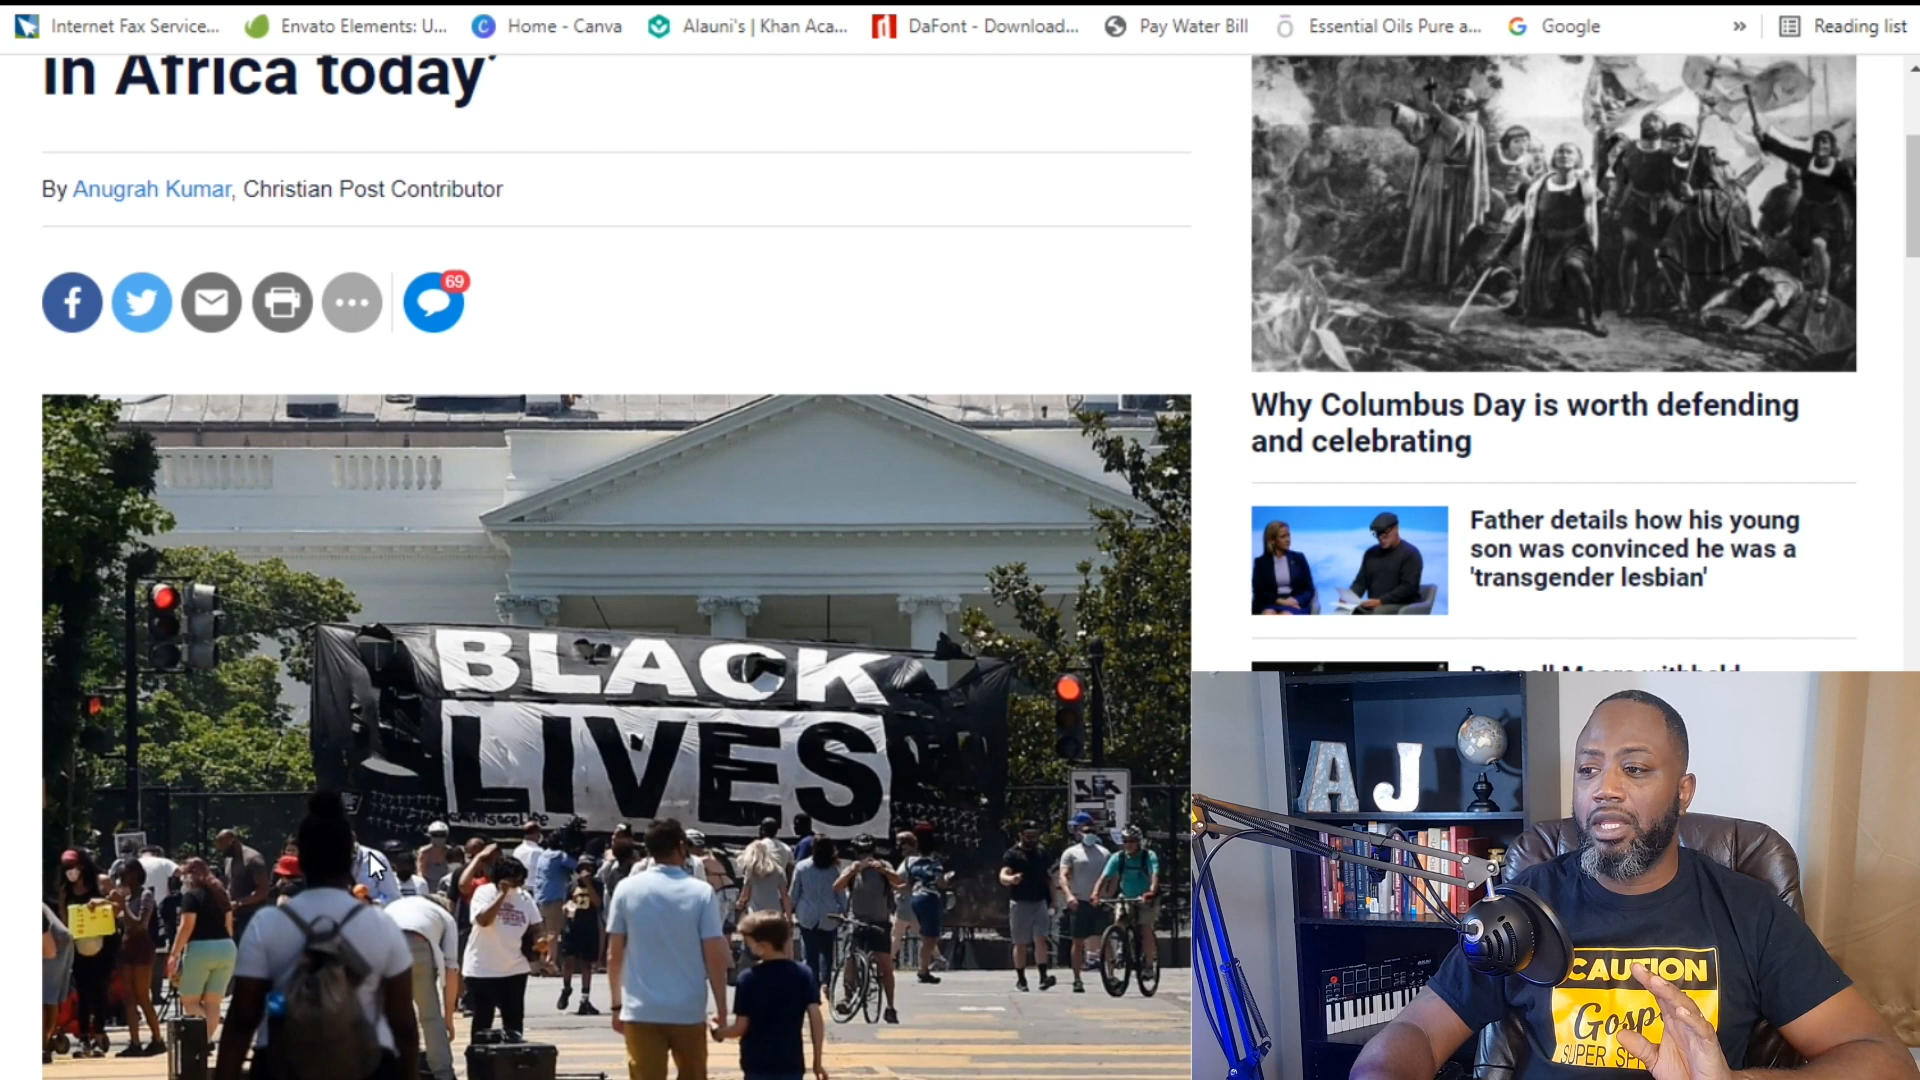 Internet Fax Service...
Envato Elements: U...
Home - Canva
Alauni's | Khan Aca...
DaFont - Download...
Pay Water Bill
Essential Oils Pure a...
Google
»
Reading list
in Africa today'
By Anugrah Kumar, Christian Post Contributor
69
BLACK
LIVES
Why Columbus Day is worth defending
and celebrating
Father details how his young
son was convinced he was a
'transgender lesbian'
AJ
CAUTION